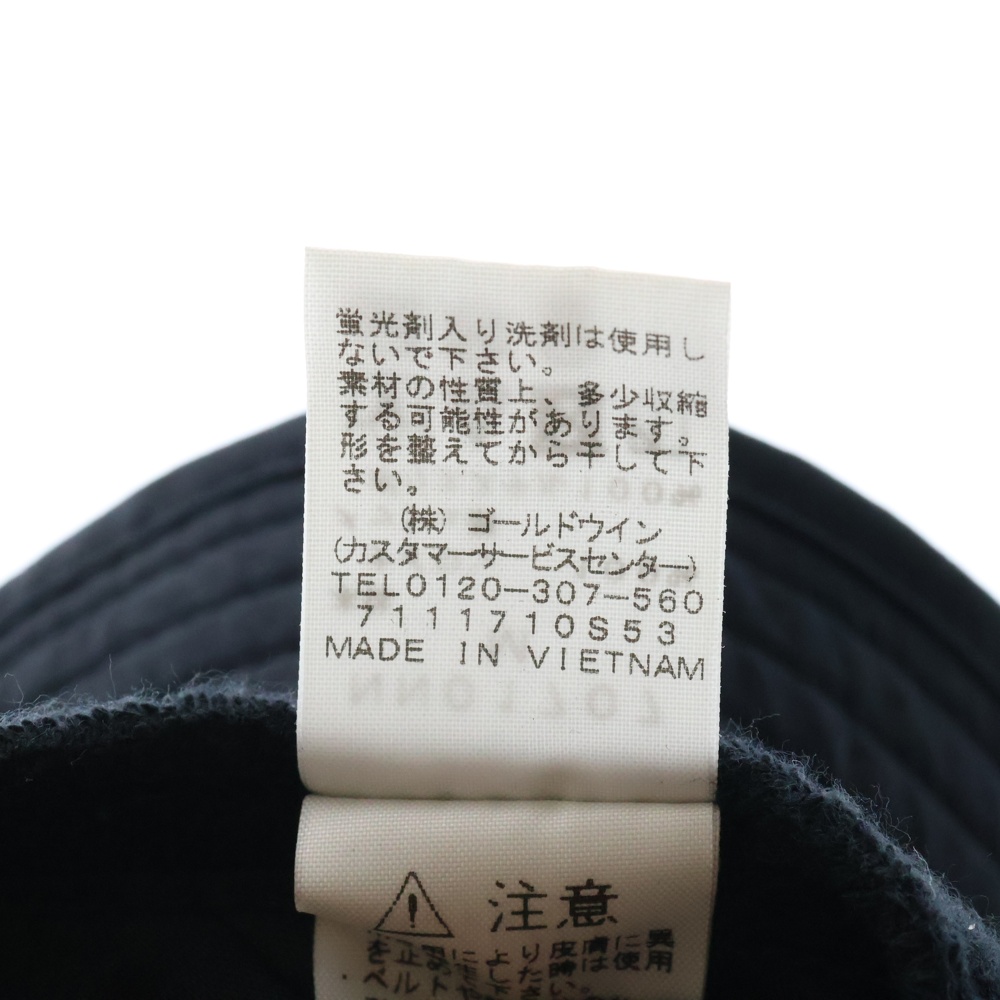 蛍光剤入り洗剤は使用し
ないで下さい。
素材の性質上、多少収縮
する可能性があります。
形を整えてから干して下
さい。
(株) ゴールドウイン
(カスタマーサービスセンター)
TEL0120-307-560
7111710S53
MADE IN VIETNAM
注意